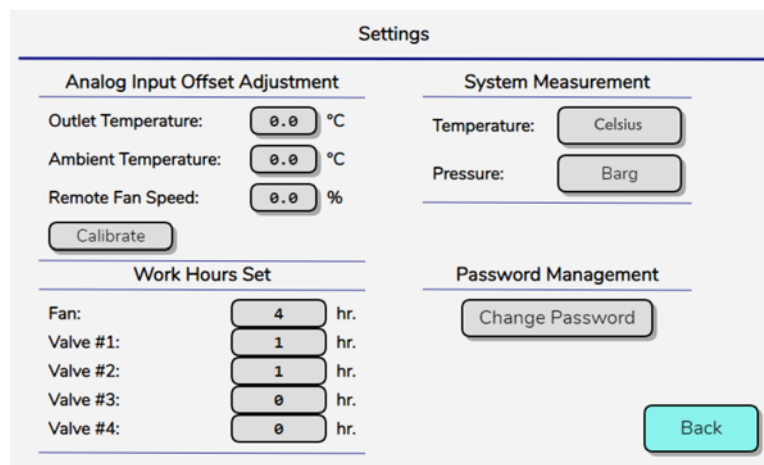 Settings
Analog Input Offset Adjustment
Outlet Temperature: 0.0 °C
Ambient Temperature: 0.0 °C
Remote Fan Speed: 0.0 %
Calibrate
System Measurement
Temperature: Celsius
Pressure: Barg
Work Hours Set
Fan: 4 hr.
Valve #1: 1 hr.
Valve #2: 1 hr.
Valve #3: 0 hr.
Valve #4: 0 hr.
Password Management
Change Password
Back